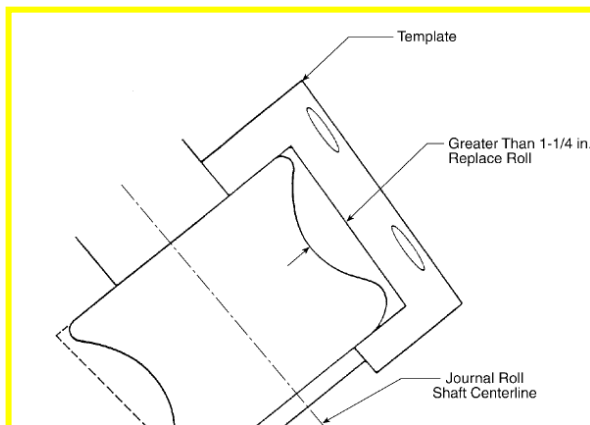 Template
Greater Than 1-1/4 in.
Replace Roll
Journal Roll
Shaft Centerline